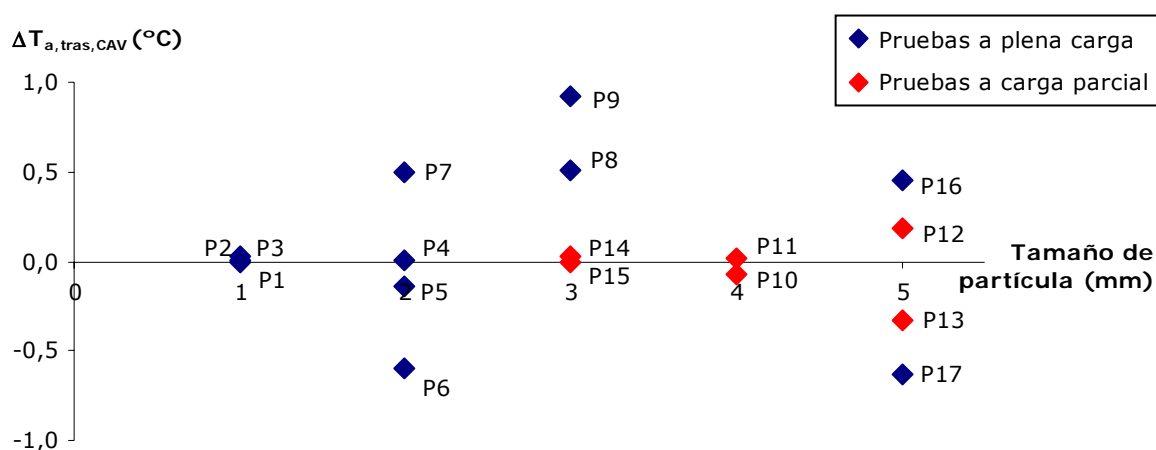 ΔTa,tras,CAV (ºC)
Pruebas a plena carga
Pruebas a carga parcial
1,0
P9
P8
0,5
P7
P16
P2
P3
P4
P14
P11
P12
0,0
P1
P5
P15
P10
Tamaño de
partícula (mm)
0
1
2
3
4
5
P13
-0,5
P6
P17
-1,0